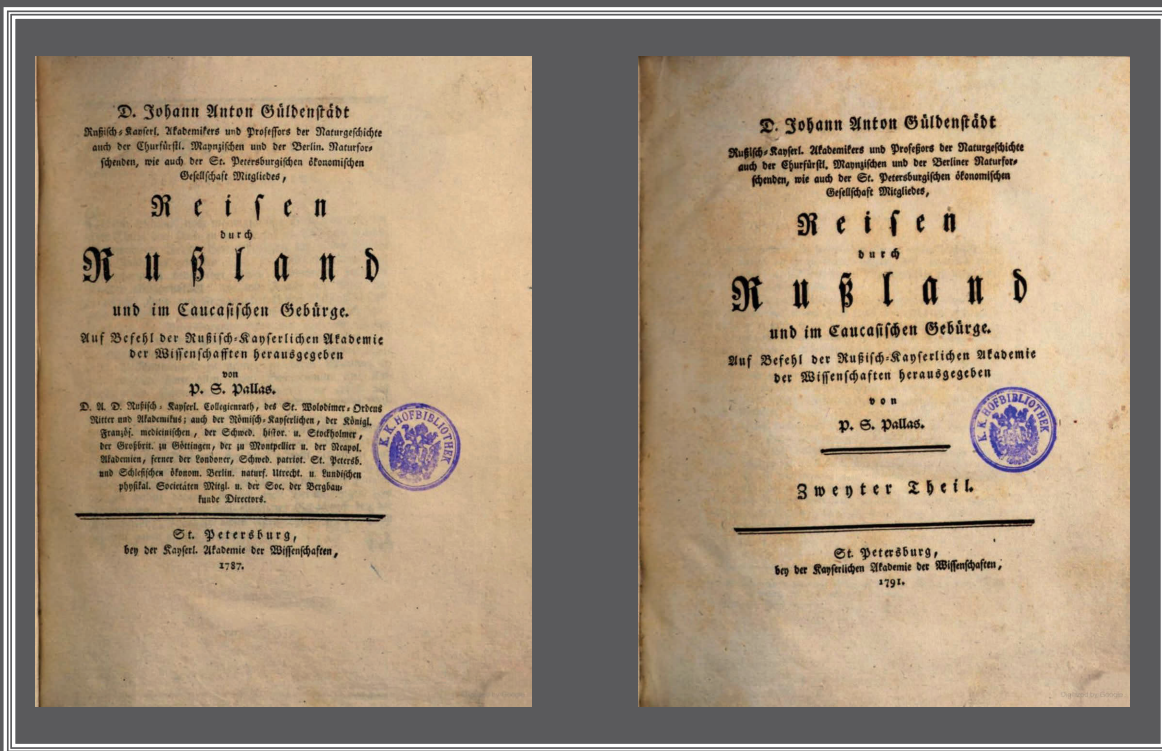 D. Johann Anton Güldenstädt
Rußisch-Kayserl. Akademikers und Professors der Naturgeschichte
auch der Churfürstl. Maynzischen und der Berlin. Naturfor-
schenden, wie auch der St. Petersburgischen ökonomischen
Gesellschaft Mitgliedes,
Reisen
durch
Rußland
und im Caucasischen Gebürge.
Auf Befehl der Rußisch-Kayserlichen Akademie
der Wissenschafften herausgegeben
von
P. S. Pallas.
D. A. D. Rußisch-Kayserl. Collegienrath, des St. Wolodimer-Ordens
Ritter und Akademikus; auch der Römisch-Kayserlichen, der Königl.
Französ. medicinischen, der Schwed. histor. u. Stockholmer,
der Großbrit. zu Göttingen, der zu Montpellier u. der Neapol.
Akademien, ferner der Londoner, Schwed. patriot. St. Petersb.
und Schlesischen ökonom. Berlin. naturf. Utrecht. u. Lundischen
physikal. Societäten Mitgl. u. der Soc. der Bergbau-
kunde Directors.
K. K. HOFBIBLIOTHEK
St. Petersburg,
bey der Kayserl. Akademie der Wissenschaften,
1787.
D. Johann Anton Güldenstädt
Rußisch-Kayserl. Akademikers und Profeßors der Naturgeschichte
auch der Churfürstl. Maynzischen und der Berliner Naturfor-
schenden, wie auch der St. Petersburgischen ökonomischen
Gesellschaft Mitgliedes,
Reisen
durch
Rußland
und im Caucasischen Gebürge.
Auf Befehl der Rußisch-Kayserlichen Akademie
der Wissenschaften herausgegeben
von
P. S. Pallas.
K. K. HOFBIBLIOTHEK
Zweyter Theil.
St. Petersburg,
bey der Kayserlichen Akademie der Wissenschaften,
1791.